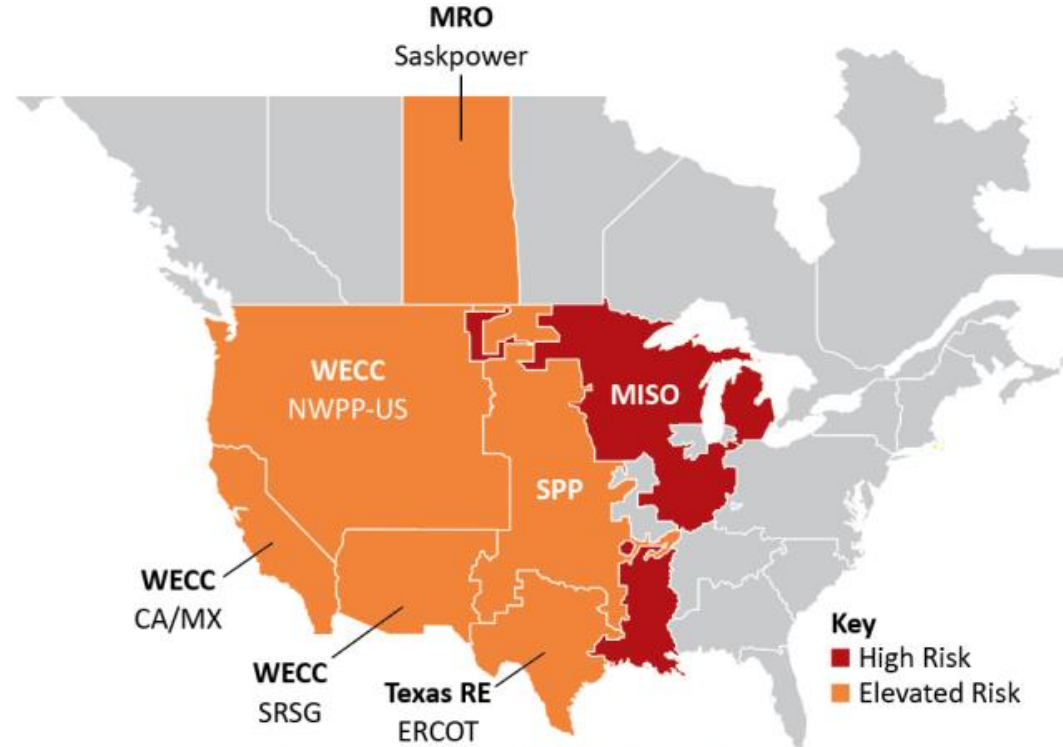 MRO
Saskpower
WECC
NWPP-US
MISO
SPP
WECC
CA/MX
WECC
SRSG
Texas RE
ERCOT
Key
High Risk
Elevated Risk